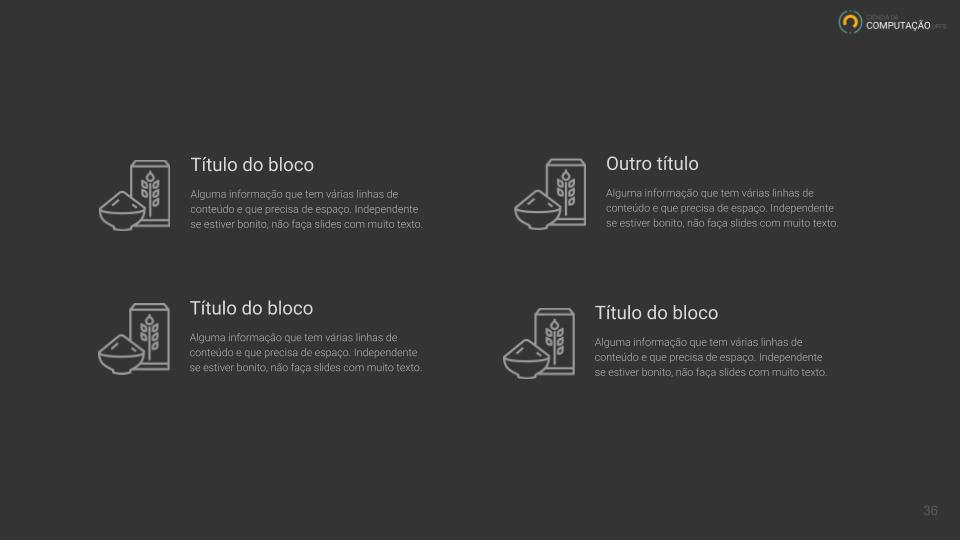 CIÊNCIA DA
COMPUTAÇÃO UFFS
Título do bloco
Alguma informação que tem várias linhas de
conteúdo e que precisa de espaço. Independente
se estiver bonito, não faça slides com muito texto.
Outro título
Alguma informação que tem várias linhas de
conteúdo e que precisa de espaço. Independente
se estiver bonito, não faça slides com muito texto.
Título do bloco
Alguma informação que tem várias linhas de
conteúdo e que precisa de espaço. Independente
se estiver bonito, não faça slides com muito texto.
Título do bloco
Alguma informação que tem várias linhas de
conteúdo e que precisa de espaço. Independente
se estiver bonito, não faça slides com muito texto.
36